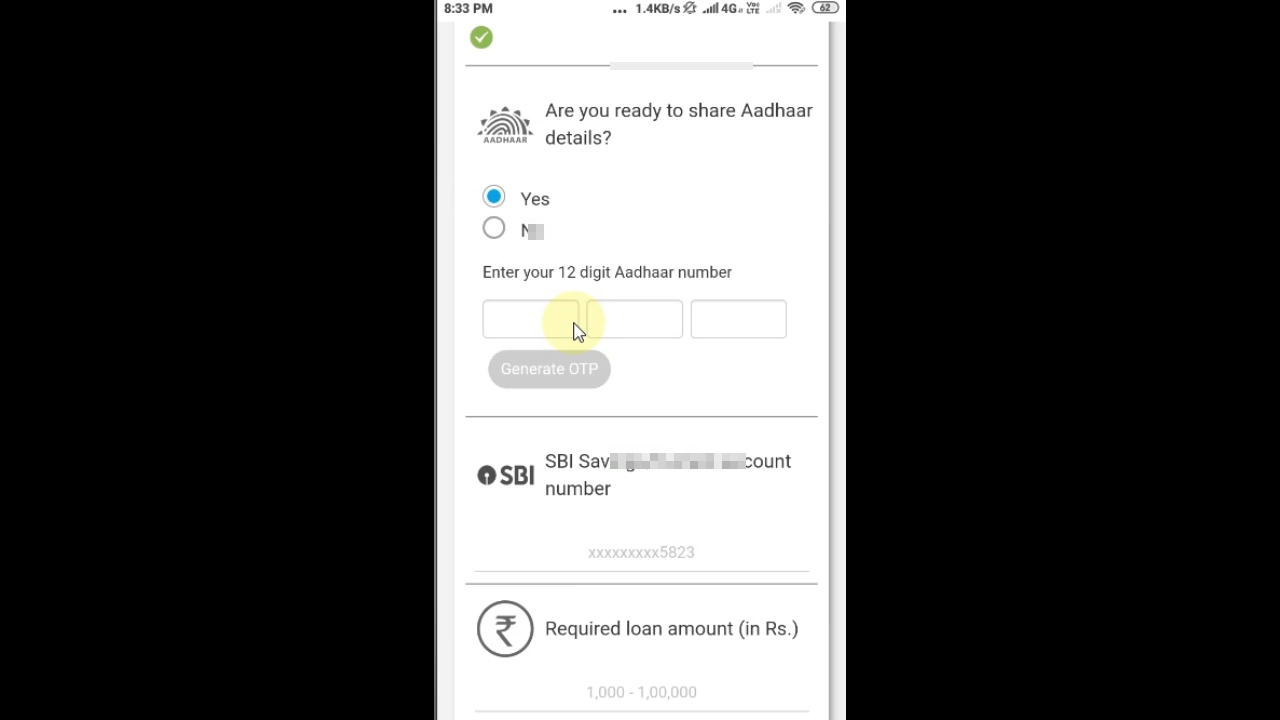 8:33 PM ... 1.4KB/s 4G VoLTE 62
AADHAAR
Are you ready to share Aadhaar
details?
Yes
Enter your 12 digit Aadhaar number
Generate OTP
SBI
SBI count
number
xxxxxxxxx5823
Required loan amount (in Rs.)
1,000 - 1,00,000